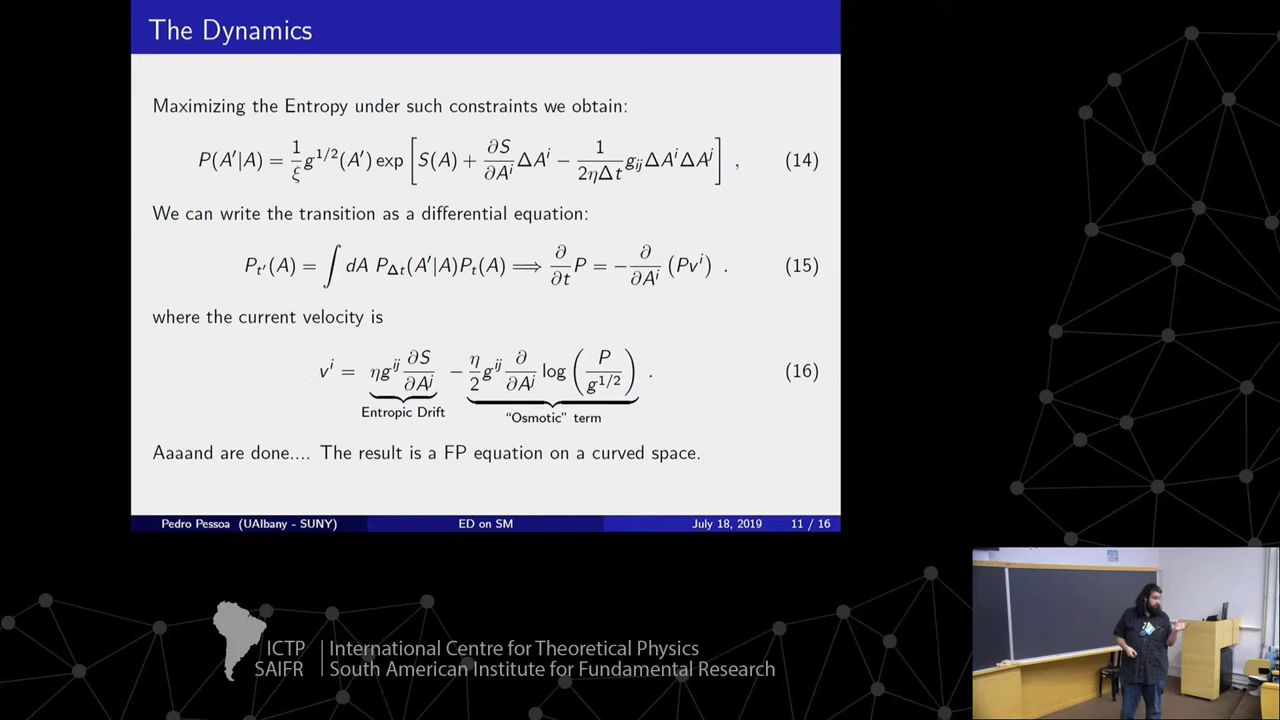 The Dynamics
Maximizing the Entropy under such constraints we obtain:
P(A′|A) = 1/ξ g^{1/2}(A′) exp [ S(A) + ∂S/∂A^i ΔA^i − 1/(2ηΔt) g_{ij} ΔA^i ΔA^j ] , (14)
We can write the transition as a differential equation:
P_{t′}(A) = ∫ dA P_{Δt}(A′|A)P_t(A) ⟹ ∂/∂t P = − ∂/∂A^i (Pv^i) . (15)
where the current velocity is
v^i = ηg^{ij} ∂S/∂A^j − η/2 g^{ij} ∂/∂A^j log ( P/g^{1/2} ) . (16)
Entropic Drift “Osmotic” term
Aaaand are done.... The result is a FP equation on a curved space.
Pedro Pessoa (UAlbany - SUNY) ED on SM July 18, 2019 11 / 16
ICTP | International Centre for Theoretical Physics
SAIFR | South American Institute for Fundamental Research